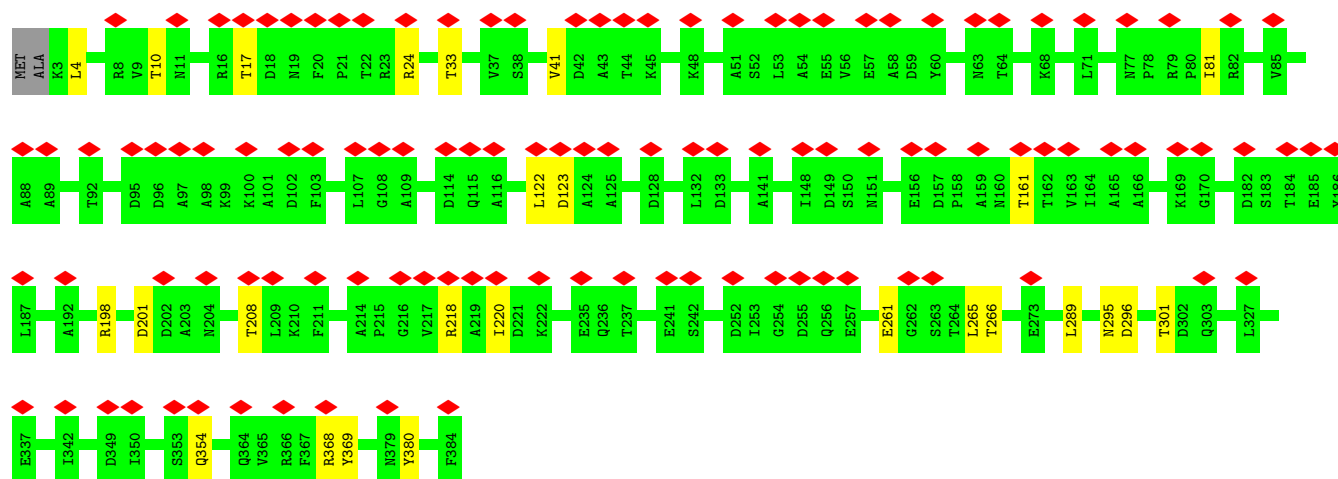 MET ALA K3 L4 R8 V9 T10 N11 R16 T17 D18 N19 F20 P21 T22 R23 R24 T33 V37 S38 V41 D42 A43 T44 K45 K48 A51 S52 L53 A54 E55 V56 E57 A58 D59 Y60 N63 T64 K68 L71 N77 P78 R79 P80 I81 R82 V85
A88 A89 T92 D95 D96 A97 A98 K99 K100 A101 D102 F103 L107 G108 A109 D114 Q115 A116 L122 D123 A124 A125 D128 L132 D133 A141 I148 D149 S150 N151 E156 D157 P158 A159 N160 T161 T162 V163 I164 A165 A166 K169 G170 D182 S183 T184 E185 Y186
L187 A192 R198 D201 D202 A203 N204 T208 L209 K210 F211 A214 P215 G216 V217 R218 A219 I220 D221 K222 E235 Q236 T237 E241 S242 D252 I253 G254 D255 Q256 E257 E261 G262 S263 T264 L265 T266 E273 L289 N295 D296 T301 D302 Q303 L327
E337 I342 D349 I350 S353 Q354 Q364 V365 R366 F367 R368 Y369 N379 Y380 F384